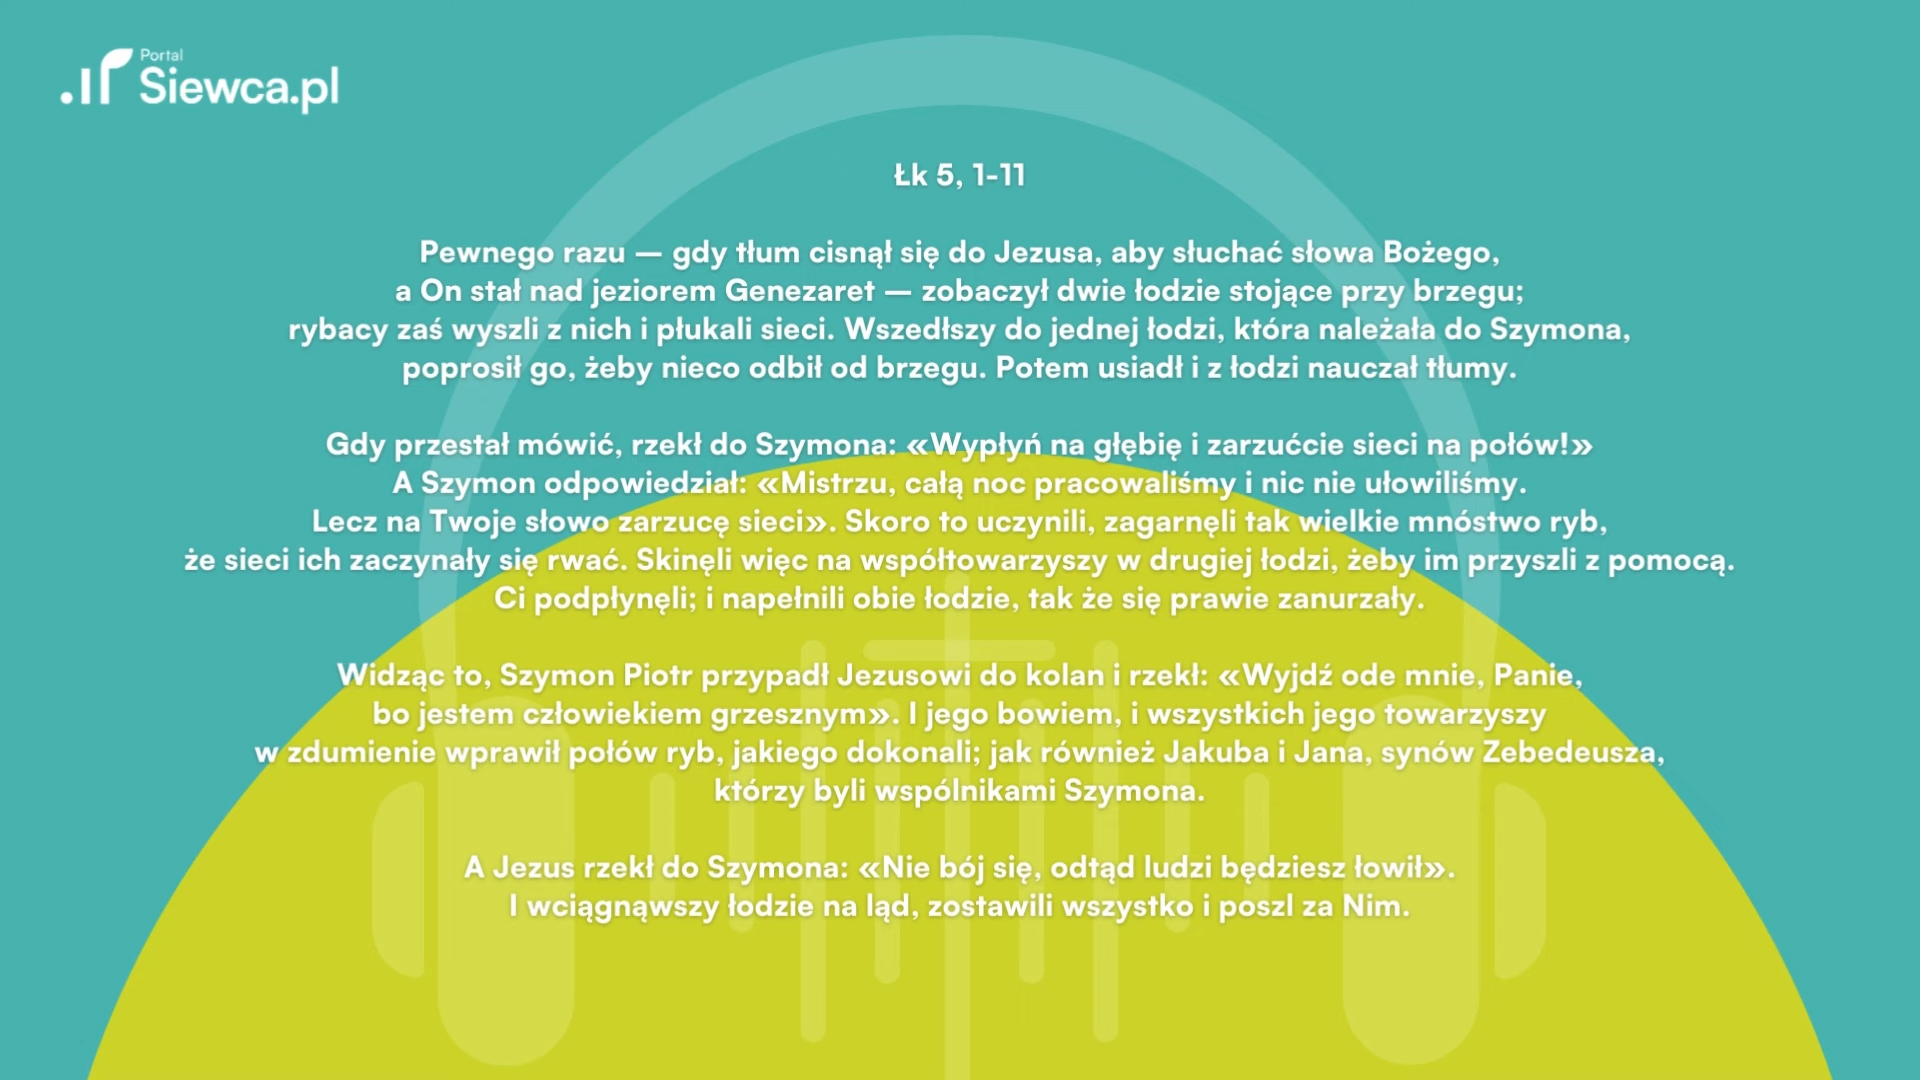 Portal
Siewca.pl
Łk 5, 1-11
Pewnego razu — gdy tłum cisnął się do Jezusa, aby słuchać słowa Bożego,
a On stał nad jeziorem Genezaret — zobaczył dwie łodzie stojące przy brzegu;
rybacy zaś wyszli z nich i płukali sieci. Wszedłszy do jednej łodzi, która należała do Szymona,
poprosił go, żeby nieco odbił od brzegu. Potem usiadł i z łodzi nauczał tłumy.
Gdy przestał mówić, rzekł do Szymona: «Wypłyń na głębię i zarzućcie sieci na połów!»
A Szymon odpowiedział: «Mistrzu, całą noc pracowaliśmy i nic nie ułowiliśmy.
Lecz na Twoje słowo zarzucę sieci». Skoro to uczynili, zagarnęli tak wielkie mnóstwo ryb,
że sieci ich zaczynały się rwać. Skinęli więc na współtowarzyszy w drugiej łodzi, żeby im przyszli z pomocą.
Ci podpłynęli; i napełnili obie łodzie, tak że się prawie zanurzały.
Widząc to, Szymon Piotr przypadł Jezusowi do kolan i rzekł: «Wyjdź ode mnie, Panie,
bo jestem człowiekiem grzesznym». I jego bowiem, i wszystkich jego towarzyszy
w zdumienie wprawił połów ryb, jakiego dokonali; jak również Jakuba i Jana, synów Zebedeusza,
którzy byli wspólnikami Szymona.
A Jezus rzekł do Szymona: «Nie bój się, odtąd ludzi będziesz łowił».
I wciągnąwszy łodzie na ląd, zostawili wszystko i poszl za Nim.